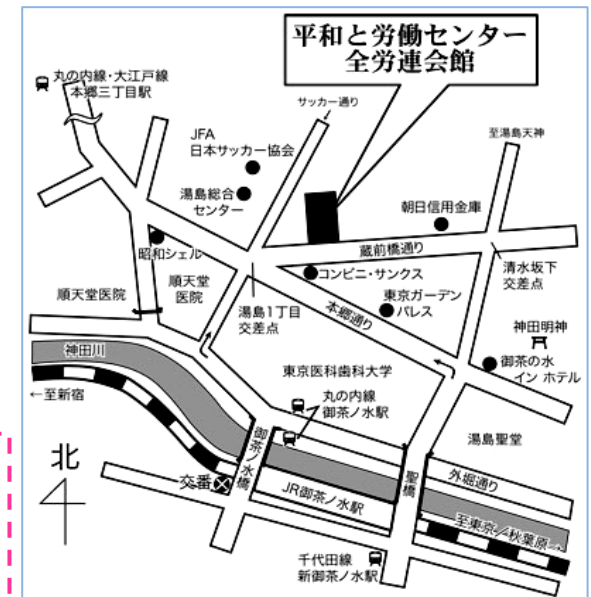 平和と労働センター
全労連会館
丸の内線・大江戸線
本郷三丁目駅
サッカー通り
JFA
日本サッカー協会
至湯島天神
湯島総合
センター
朝日信用金庫
昭和シェル
蔵前橋通り
コンビニ・サンクス
清水坂下
交差点
順天堂医院
順天堂
医院
湯島1丁目
交差点
本郷通り
東京ガーデン
パレス
神田明神
神田川
東京医科歯科大学
御茶の水
イン ホテル
←至新宿
丸の内線
御茶ノ水駅
湯島聖堂
北
御茶ノ水橋
聖橋
外堀通り
交番
JR御茶ノ水駅
至東京／秋葉原→
千代田線
新御茶ノ水駅